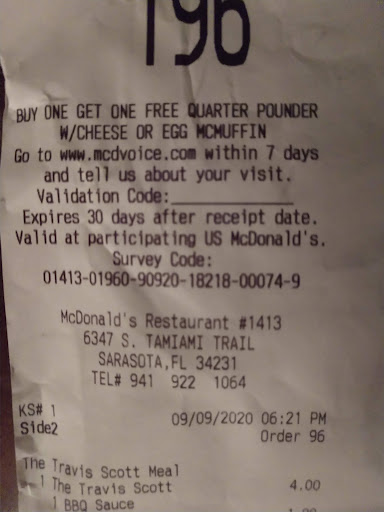 196
BUY ONE GET ONE FREE QUARTER POUNDER
W/CHEESE OR EGG MCMUFFIN
Go to www.mcdvoice.com within 7 days
and tell us about your visit.
Validation Code:____________
Expires 30 days after receipt date.
Valid at participating US McDonald's.
Survey Code:
01413-01960-90920-18218-00074-9
McDonald's Restaurant #1413
6347 S. TAMIAMI TRAIL
SARASOTA,FL 34231
TEL# 941 922 1064
KS# 1 09/09/2020 06:21 PM
Side2 Order 96
The Travis Scott Meal
1 The Travis Scott 4.00
1 BBQ Sauce